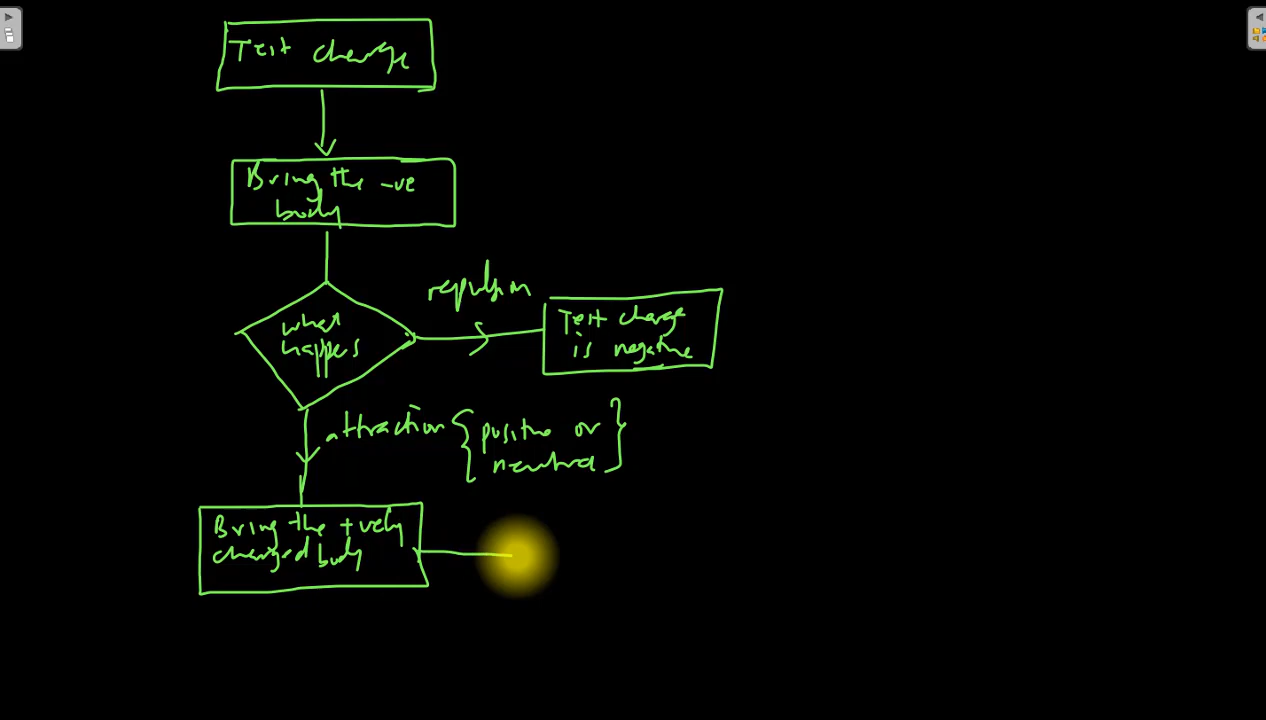 Test charge
Bring the -ve
body
what
happens
repulsion
Test charge
is negative
attraction { positive or
neutral }
Bring the +vely
charged body